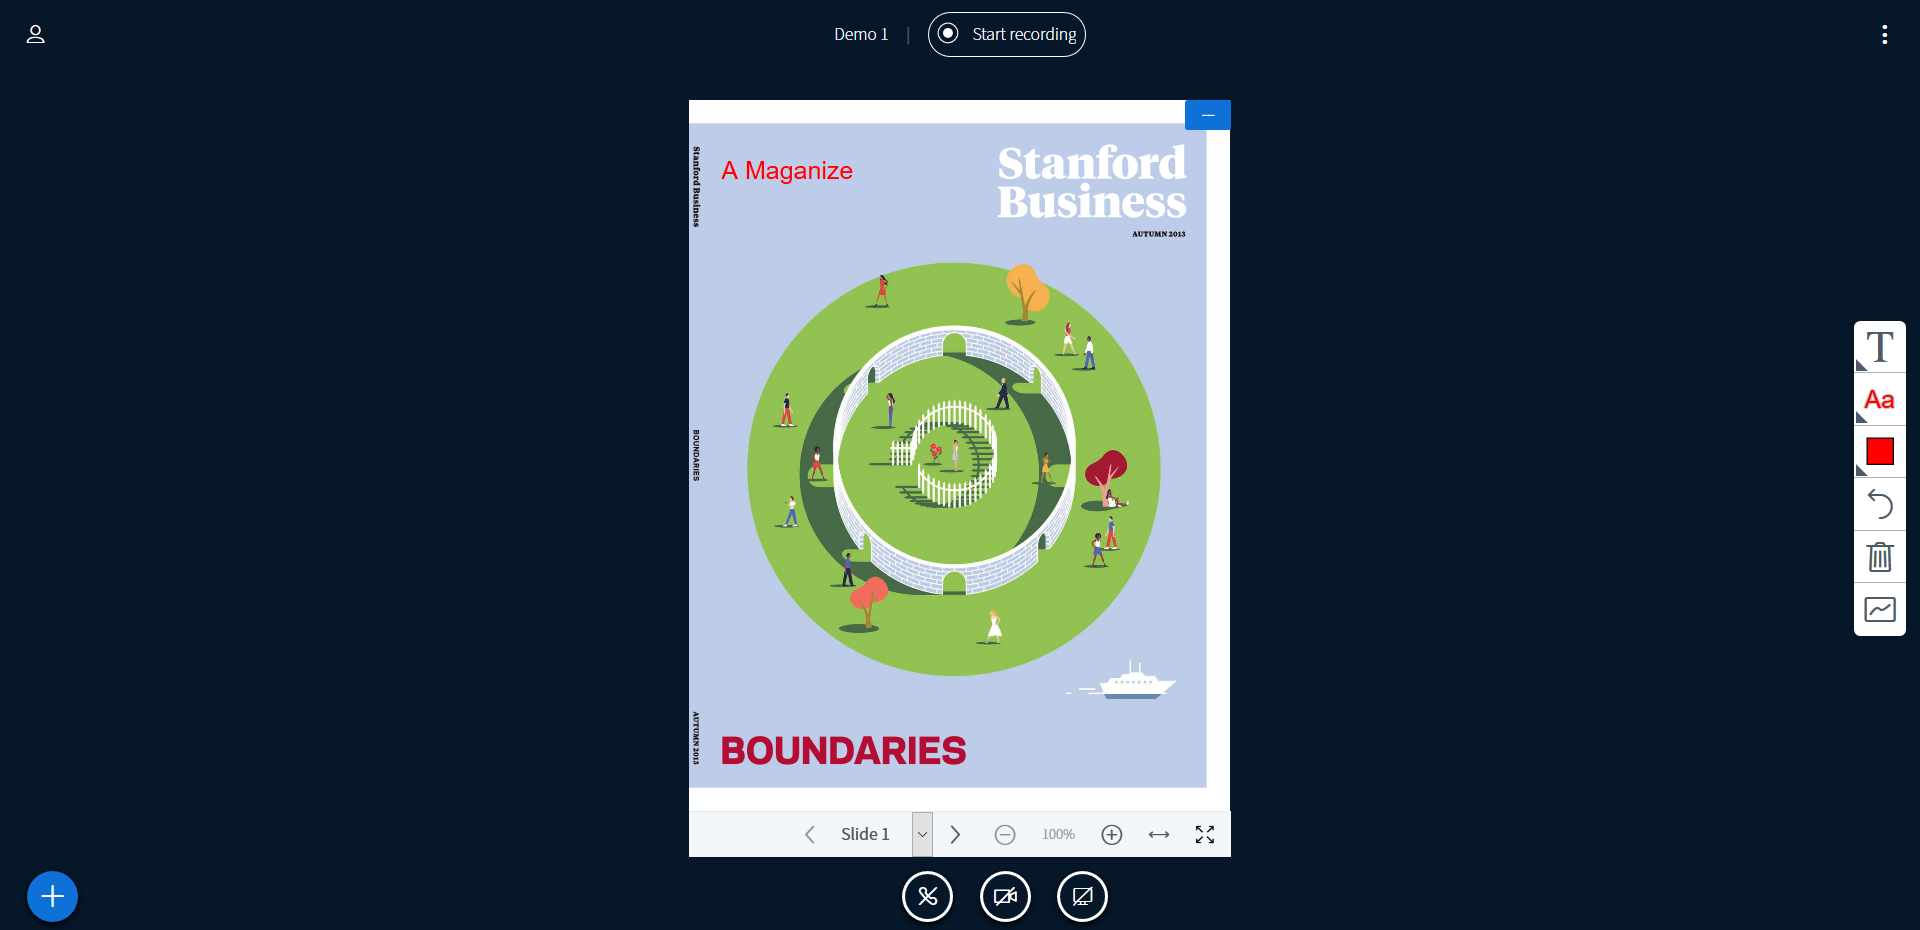 Demo 1
Start recording
A Maganize
Stanford
Business
AUTUMN 2013
Stanford Business
BOUNDARIES
AUTUMN 2013
BOUNDARIES
T
Aa
Slide 1
100%